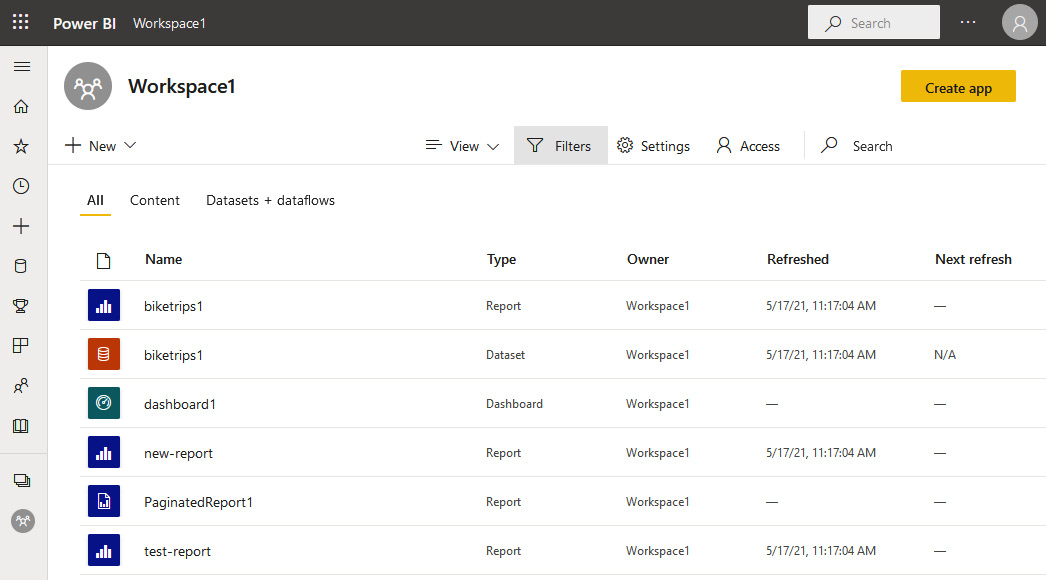 Power BI Workspace1 Search ...
Workspace1 Create app
New View Filters Settings Access Search
All Content Datasets + dataflows
Name Type Owner Refreshed Next refresh
biketrips1 Report Workspace1 5/17/21, 11:17:04 AM —
biketrips1 Dataset Workspace1 5/17/21, 11:17:04 AM N/A
dashboard1 Dashboard Workspace1 — —
new-report Report Workspace1 5/17/21, 11:17:04 AM —
PaginatedReport1 Report Workspace1 — —
test-report Report Workspace1 5/17/21, 11:17:04 AM —